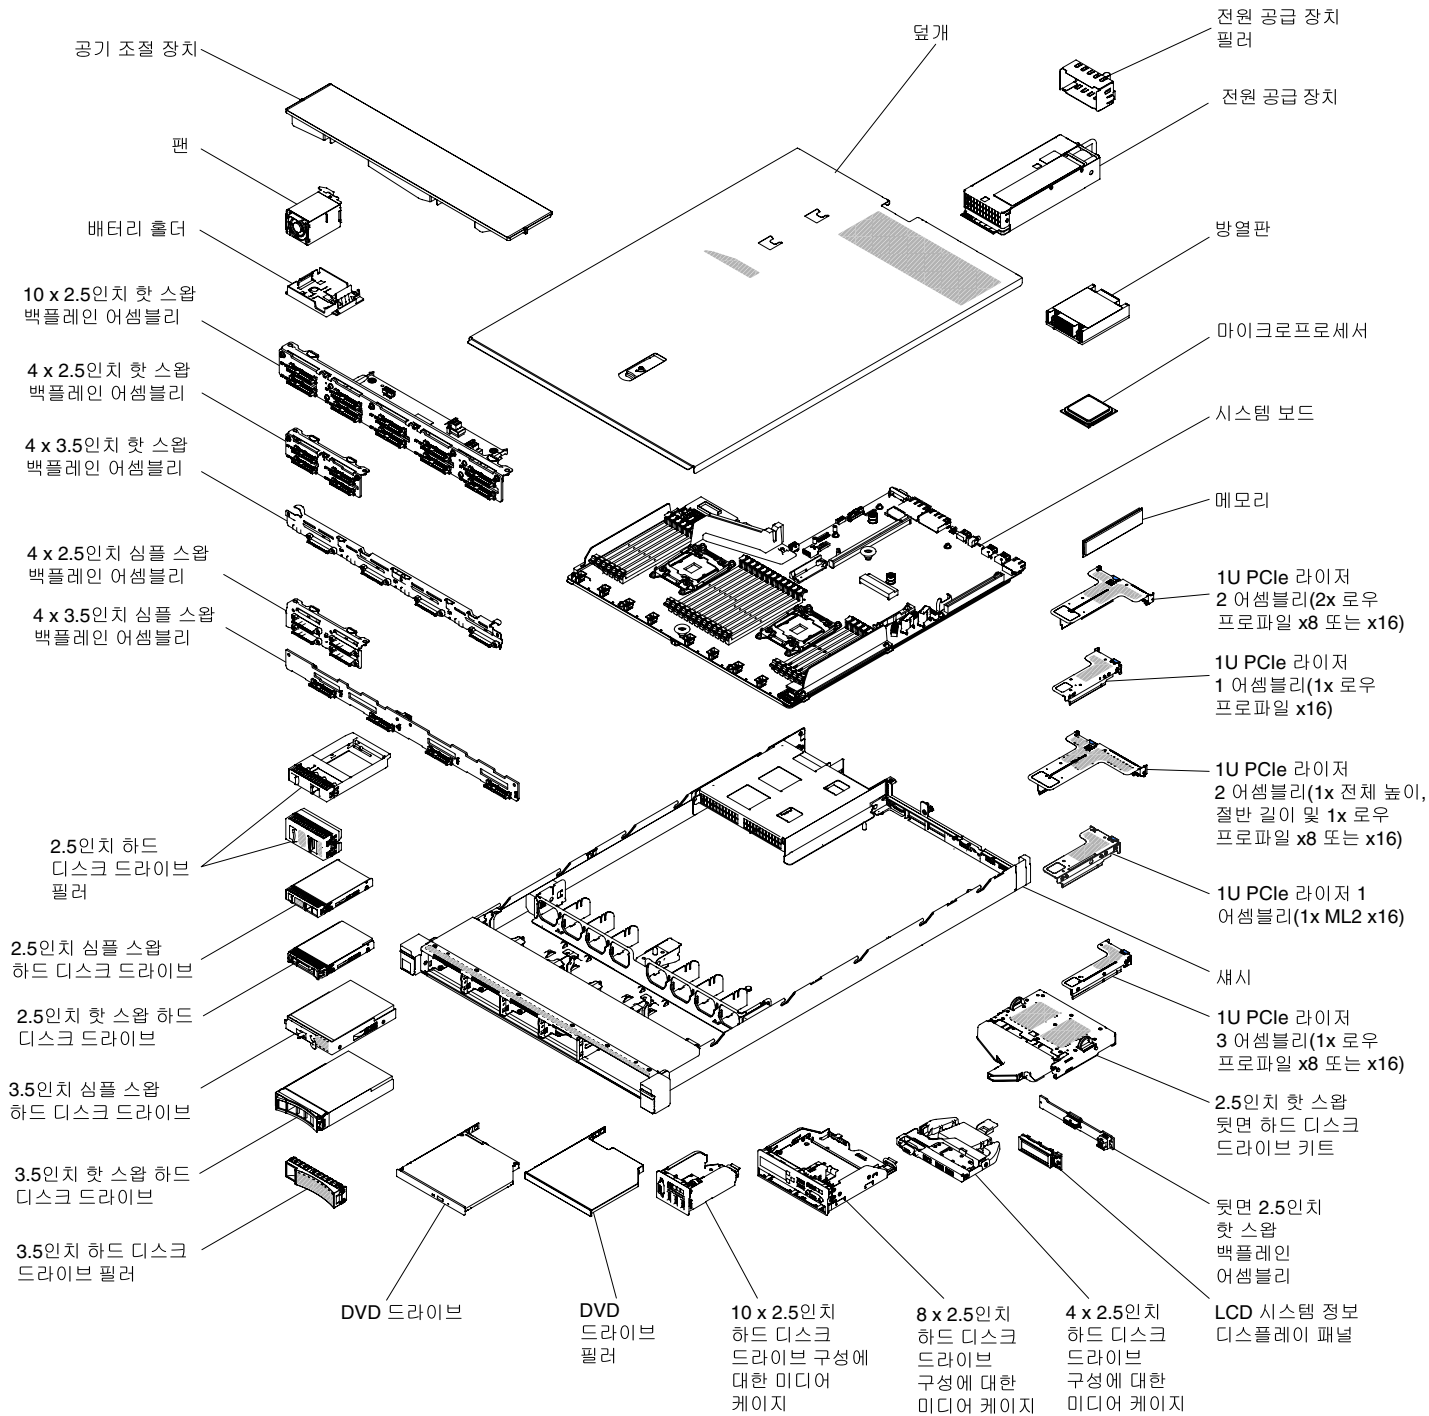 공기 조절 장치
팬
배터리 홀더
10 x 2.5인치 핫 스왑
백플레인 어셈블리
4 x 2.5인치 핫 스왑
백플레인 어셈블리
4 x 3.5인치 핫 스왑
백플레인 어셈블리
4 x 2.5인치 심플 스왑
백플레인 어셈블리
4 x 3.5인치 심플 스왑
백플레인 어셈블리
2.5인치 하드
디스크 드라이브
필러
2.5인치 심플 스왑
하드 디스크 드라이브
2.5인치 핫 스왑 하드
디스크 드라이브
3.5인치 심플 스왑
하드 디스크 드라이브
3.5인치 핫 스왑 하드
디스크 드라이브
3.5인치 하드 디스크
드라이브 필러
덮개
전원 공급 장치
필러
전원 공급 장치
방열판
마이크로프로세서
시스템 보드
메모리
1U PCIe 라이저
2 어셈블리(2x 로우
프로파일 x8 또는 x16)
1U PCIe 라이저
1 어셈블리(1x 로우
프로파일 x16)
1U PCIe 라이저
2 어셈블리(1x 전체 높이,
절반 길이 및 1x 로우
프로파일 x8 또는 x16)
1U PCIe 라이저 1
어셈블리(1x ML2 x16)
섀시
1U PCIe 라이저
3 어셈블리(1x 로우
프로파일 x8 또는 x16)
2.5인치 핫 스왑
뒷면 하드 디스크
드라이브 키트
뒷면 2.5인치
핫 스왑
백플레인
어셈블리
LCD 시스템 정보
디스플레이 패널
DVD 드라이브
DVD
드라이브
필러
10 x 2.5인치
하드 디스크
드라이브 구성에
대한 미디어
케이지
8 x 2.5인치
하드 디스크
드라이브
구성에 대한
미디어 케이지
4 x 2.5인치
하드 디스크
드라이브
구성에 대한
미디어 케이지